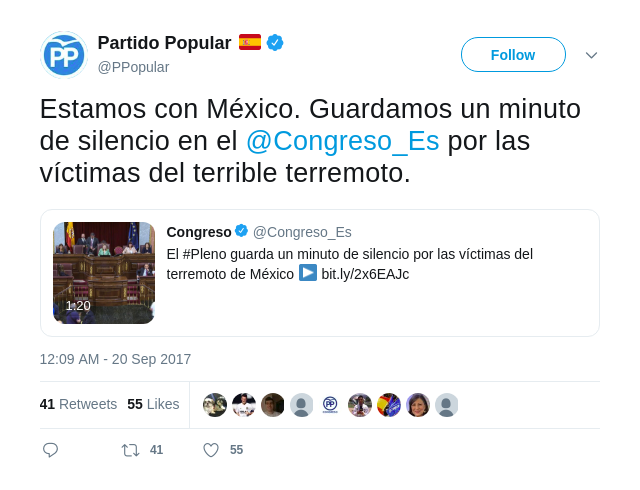 Partido Popular 🇪🇸
@PPopular
Follow
Estamos con México. Guardamos un minuto
de silencio en el @Congreso_Es por las
víctimas del terrible terremoto.
Congreso @Congreso_Es
El #Pleno guarda un minuto de silencio por las víctimas del
terremoto de México ▶ bit.ly/2x6EAJc
1:20
12:09 AM - 20 Sep 2017
41 Retweets 55 Likes
41 55